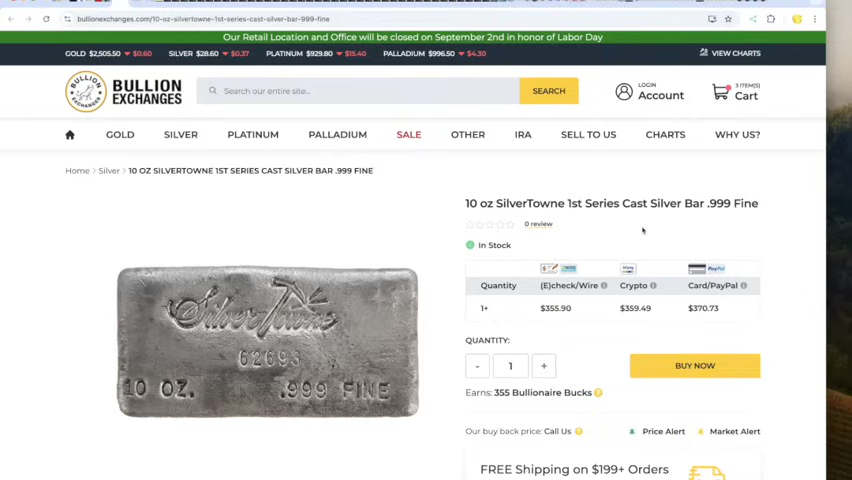 bullionexchanges.com/10-oz-silvertowne-1st-series-cast-silver-bar-999-fine
Our Retail Location and Office will be closed on September 2nd in honor of Labor Day
GOLD $2,505.50 ▼$0.60 SILVER $28.60 ▼$0.37 PLATINUM $929.80 ▼$15.40 PALLADIUM $996.50 ▼$4.30 VIEW CHARTS
BULLION EXCHANGES
BULLION
EXCHANGES
Search our entire site..
SEARCH
LOGIN
Account
3 ITEM(S)
Cart
GOLD SILVER PLATINUM PALLADIUM SALE OTHER IRA SELL TO US CHARTS WHY US?
Home > Silver > 10 OZ SILVERTOWNE 1ST SERIES CAST SILVER BAR .999 FINE
SilverTowne
62693
10 OZ. .999 FINE
10 oz SilverTowne 1st Series Cast Silver Bar .999 Fine
0 review
In Stock
PayPal
Quantity (E)check/Wire Crypto Card/PayPal
1+ $355.90 $359.49 $370.73
QUANTITY:
- 1 + BUY NOW
Earns: 355 Bullionaire Bucks ?
Our buy back price: Call Us ? Price Alert Market Alert
FREE Shipping on $199+ Orders